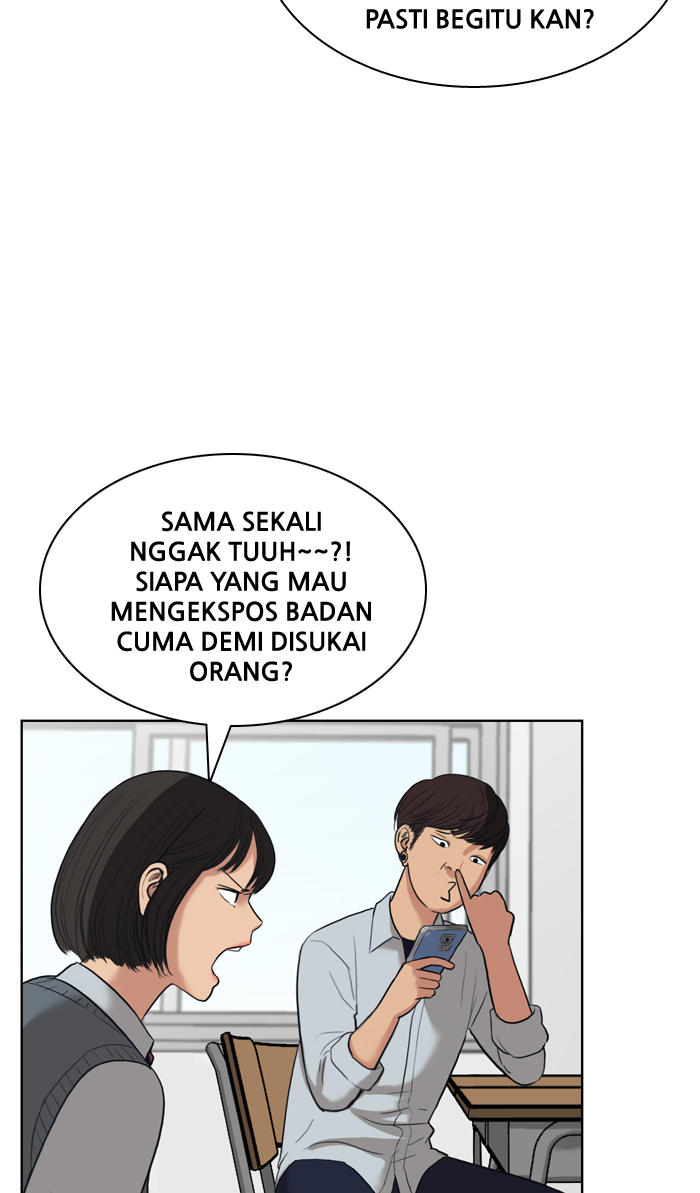 PASTI BEGITU KAN?
SAMA SEKALI
NGGAK TUUH~~?!
SIAPA YANG MAU
MENGEKSPOS BADAN
CUMA DEMI DISUKAI
ORANG?